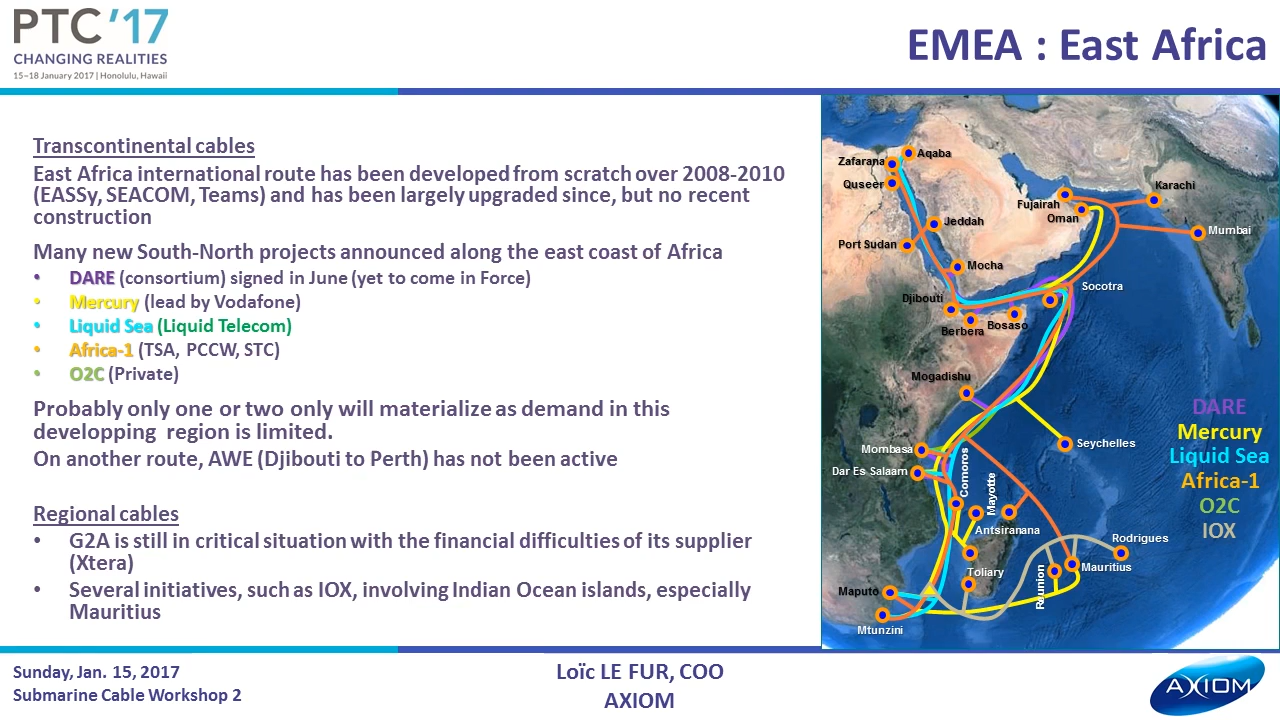 PTC ’17
CHANGING REALITIES
15–18 January 2017 | Honolulu, Hawaii
EMEA : East Africa
Transcontinental cables
East Africa international route has been developed from scratch over 2008-2010
(EASSy, SEACOM, Teams) and has been largely upgraded since, but no recent
construction
Many new South-North projects announced along the east coast of Africa
• DARE (consortium) signed in June (yet to come in Force)
• Mercury (lead by Vodafone)
• Liquid Sea (Liquid Telecom)
• Africa-1 (TSA, PCCW, STC)
• O2C (Private)
Probably only one or two only will materialize as demand in this
developping region is limited.
On another route, AWE (Djibouti to Perth) has not been active
Regional cables
• G2A is still in critical situation with the financial difficulties of its supplier
(Xtera)
• Several initiatives, such as IOX, involving Indian Ocean islands, especially
Mauritius
Zafarana
Aqaba
Quseer
Jeddah
Port Sudan
Mocha
Djibouti
Berbera
Bosaso
Socotra
Fujairah
Oman
Karachi
Mumbai
Mogadishu
Mombasa
Dar Es Salaam
Seychelles
Comoros
Mayotte
Antsiranana
Toliary
Reunion
Mauritius
Rodrigues
Maputo
Mtunzini
DARE
Mercury
Liquid Sea
Africa-1
O2C
IOX
Sunday, Jan. 15, 2017
Submarine Cable Workshop 2
Loïc LE FUR, COO
AXIOM
AXIOM